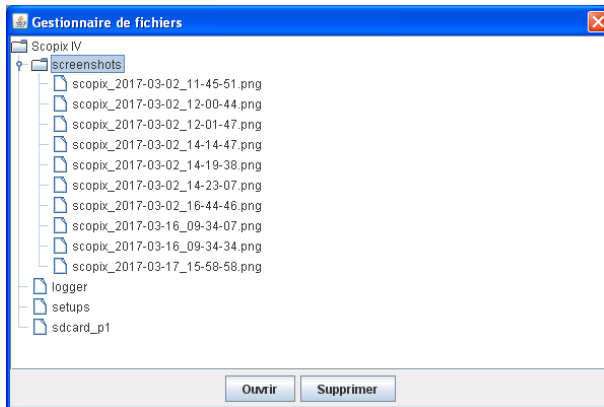 Gestionnaire de fichiers
Scopix IV
screenshots
scopix_2017-03-02_11-45-51.png
scopix_2017-03-02_12-00-44.png
scopix_2017-03-02_12-01-47.png
scopix_2017-03-02_14-14-47.png
scopix_2017-03-02_14-19-38.png
scopix_2017-03-02_14-23-07.png
scopix_2017-03-02_16-44-46.png
scopix_2017-03-16_09-34-07.png
scopix_2017-03-16_09-34-34.png
scopix_2017-03-17_15-58-58.png
logger
setups
sdcard_p1
Ouvrir Supprimer